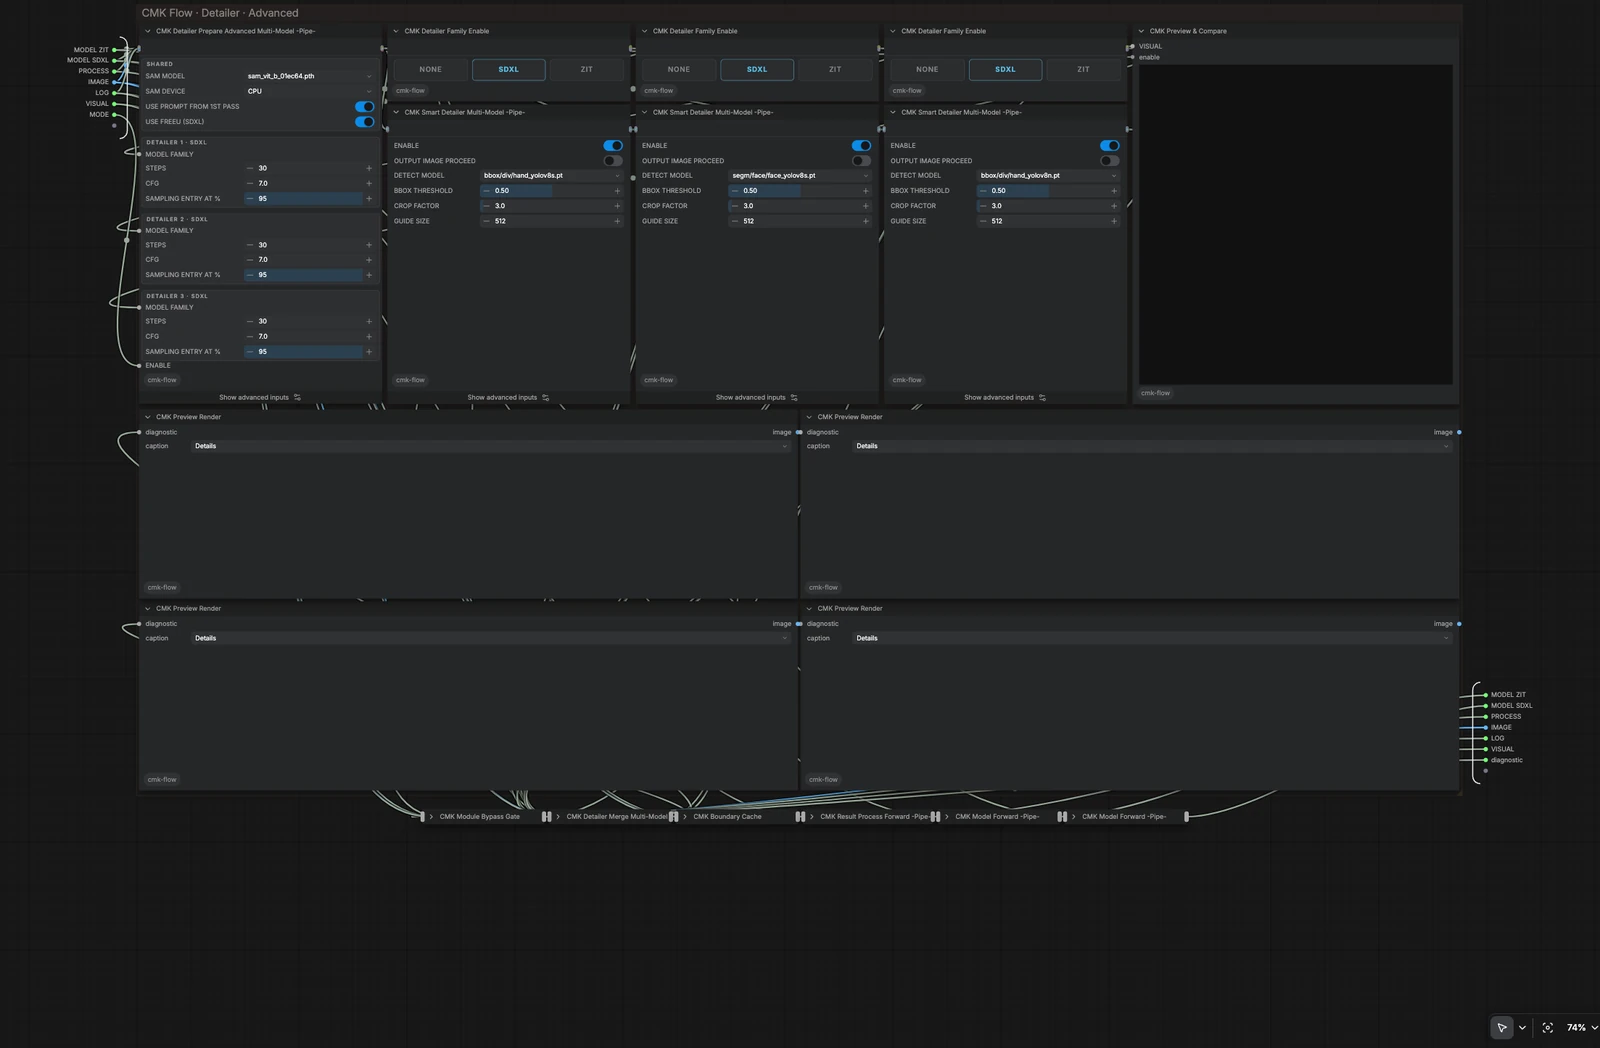 CMK Flow · Detailer · Advanced
MODEL ZIT
MODEL SDXL
PROCESS
IMAGE
LOG
VISUAL
MODE
CMK Detailer Prepare Advanced Multi-Model -Pipe-
SHARED
SAM MODEL sam_vit_b_01ec64.pth
SAM DEVICE CPU
USE PROMPT FROM 1ST PASS
USE FREEU (SDXL)
DETAILER 1 · SDXL
MODEL FAMILY
STEPS 30
CFG 7.0
SAMPLING ENTRY AT % 95
DETAILER 2 · SDXL
MODEL FAMILY
STEPS 30
CFG 7.0
SAMPLING ENTRY AT % 95
DETAILER 3 · SDXL
MODEL FAMILY
STEPS 30
CFG 7.0
SAMPLING ENTRY AT % 95
ENABLE
cmk-flow
Show advanced inputs
CMK Detailer Family Enable
NONE SDXL ZIT
cmk-flow
CMK Smart Detailer Multi-Model -Pipe-
ENABLE
OUTPUT IMAGE PROCEED
DETECT MODEL bbox/div/hand_yolov8s.pt
BBOX THRESHOLD 0.50
CROP FACTOR 3.0
GUIDE SIZE 512
cmk-flow
Show advanced inputs
CMK Detailer Family Enable
NONE SDXL ZIT
cmk-flow
CMK Smart Detailer Multi-Model -Pipe-
ENABLE
OUTPUT IMAGE PROCEED
DETECT MODEL segm/face/face_yolov8s.pt
BBOX THRESHOLD 0.50
CROP FACTOR 3.0
GUIDE SIZE 512
cmk-flow
Show advanced inputs
CMK Detailer Family Enable
NONE SDXL ZIT
cmk-flow
CMK Smart Detailer Multi-Model -Pipe-
ENABLE
OUTPUT IMAGE PROCEED
DETECT MODEL bbox/div/hand_yolov8n.pt
BBOX THRESHOLD 0.50
CROP FACTOR 3.0
GUIDE SIZE 512
cmk-flow
Show advanced inputs
CMK Preview & Compare
VISUAL
enable
cmk-flow
CMK Preview Render
diagnostic image
caption Details
cmk-flow
CMK Preview Render
diagnostic image
caption Details
cmk-flow
CMK Preview Render
diagnostic image
caption Details
cmk-flow
CMK Preview Render
diagnostic image
caption Details
cmk-flow
MODEL ZIT
MODEL SDXL
PROCESS
IMAGE
LOG
VISUAL
diagnostic
CMK Module Bypass Gate
CMK Detailer Merge Multi-Model
CMK Boundary Cache
CMK Result Process Forward -Pipe-
CMK Model Forward -Pipe-
CMK Model Forward -Pipe-
74%